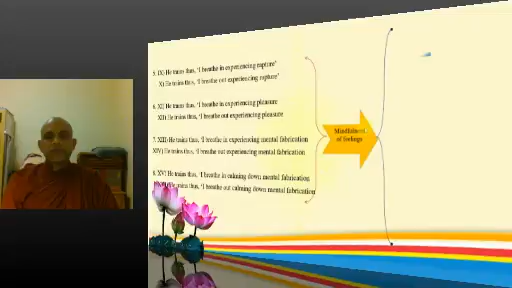 5. IX) He trains thus, 'I breathe in experiencing rapture'
X) He trains thus, 'I breathe out experiencing rapture'
6. XI) He trains thus, 'I breathe in experiencing pleasure
XII) He trains thus, 'I breathe out experiencing pleasure
7. XIII) He trains thus, 'I breathe in experiencing mental fabrication
XIV) He trains thus, 'I breathe out experiencing mental fabrication
8. XV) He trains thus, 'I breathe in calming down mental fabrication
He trains thus, 'I breathe out calming down mental fabrication
Mindfulness
of feelings